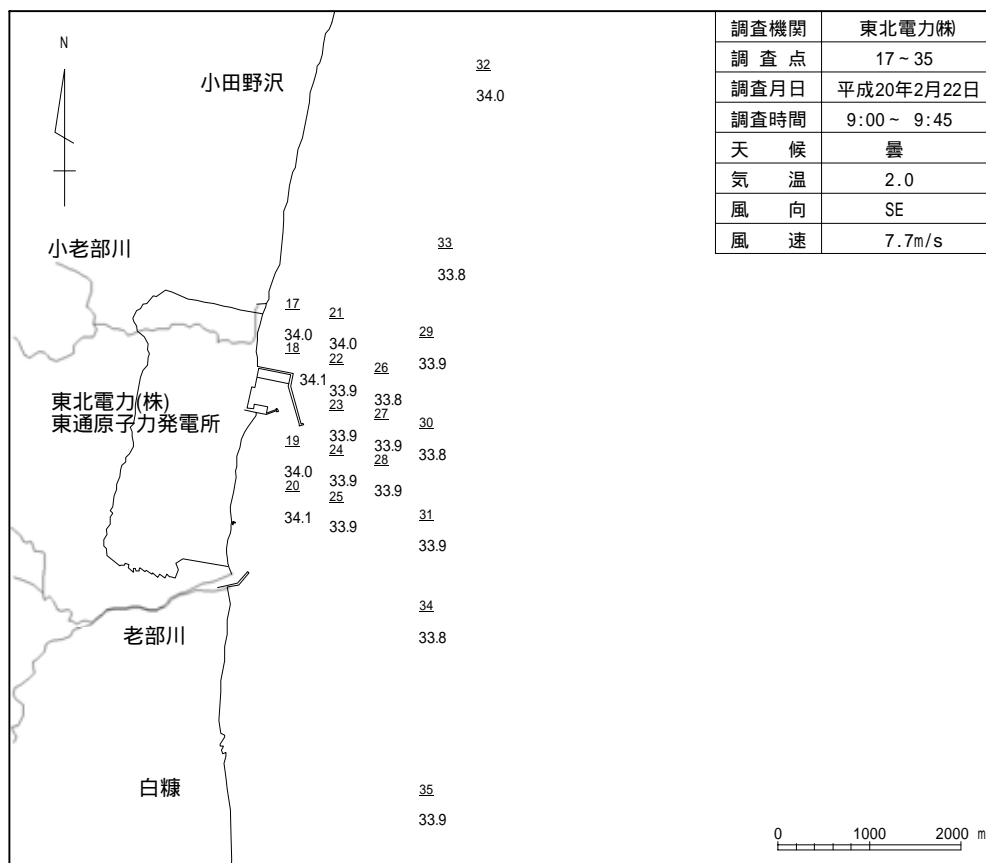 調査機関 東北電力㈱
調査点 17~35
調査月日 平成20年2月22日
調査時間 9:00~ 9:45
天候 曇
気温 2.0
風向 SE
風速 7.7m/s
N
小田野沢
32
34.0
小老部川
33
33.8
17
34.0
21
34.0
29
33.9
18
34.1
22
33.9
26
33.8
東北電力(株)
東通原子力発電所
23
33.9
27
33.9
30
33.8
19
34.0
24
33.9
28
33.9
20
34.1
25
33.9
31
33.9
34
33.8
老部川
白糠
35
33.9
0 1000 2000 m